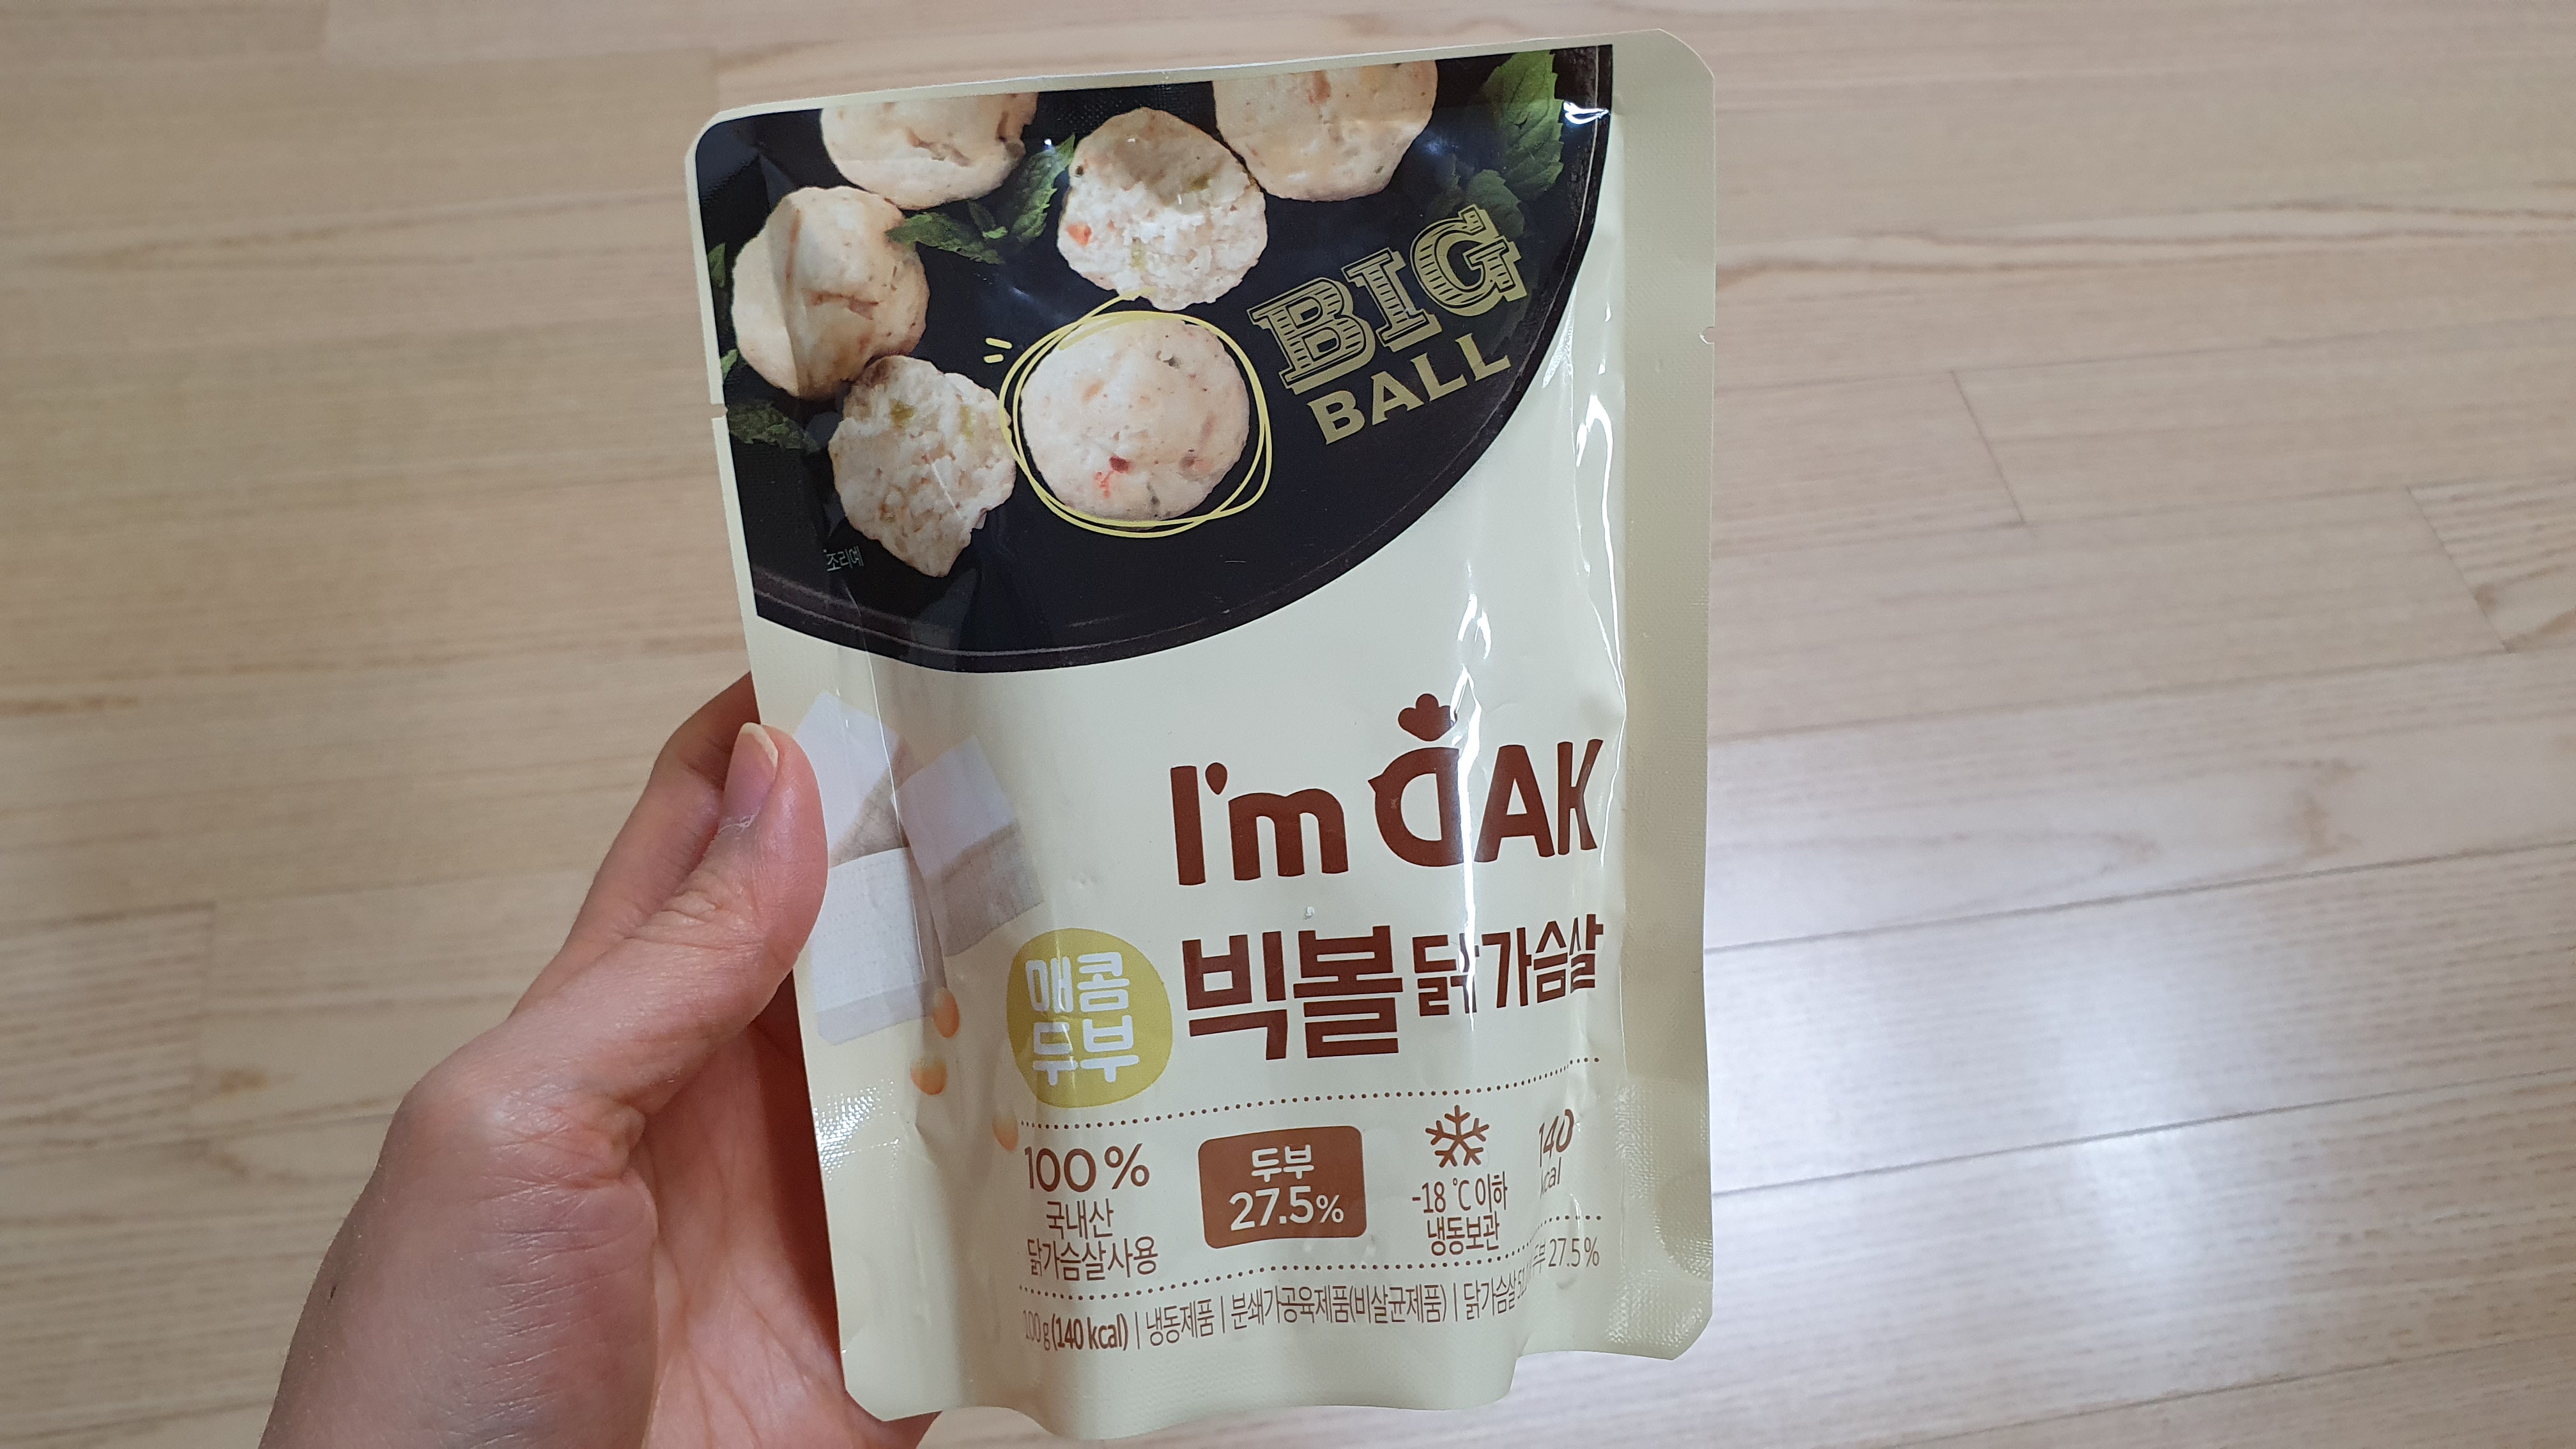 BIG
BALL
조리예
I'm DAK
매콤
두부
빅볼 닭가슴살
100%
국내산
닭가슴살사용
두부
27.5%
-18℃이하
냉동보관
140
kcal
100g(140 kcal) | 냉동제품 | 분쇄가공육제품(비살균제품) | 닭가슴살 두부 27.5%